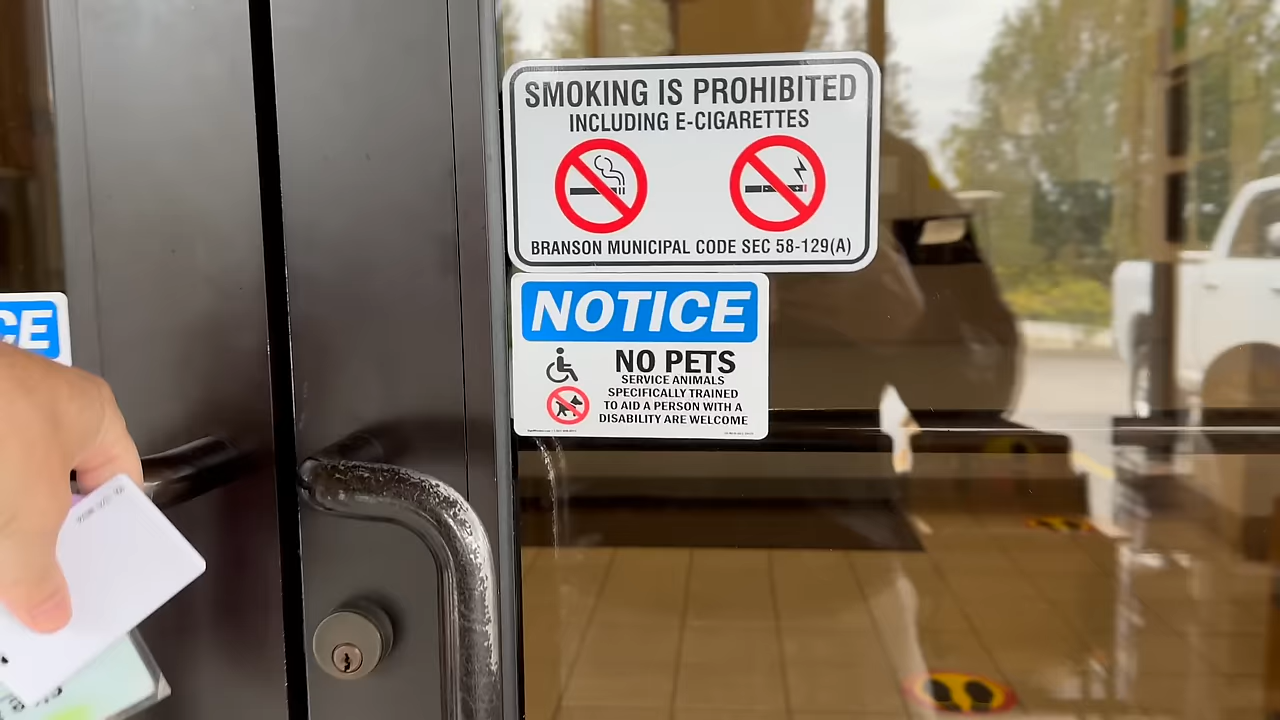 SMOKING IS PROHIBITED
INCLUDING E-CIGARETTES
BRANSON MUNICIPAL CODE SEC 58-129(A)
CE
NOTICE
NO PETS
SERVICE ANIMALS
SPECIFICALLY TRAINED
TO AID A PERSON WITH A
DISABILITY ARE WELCOME